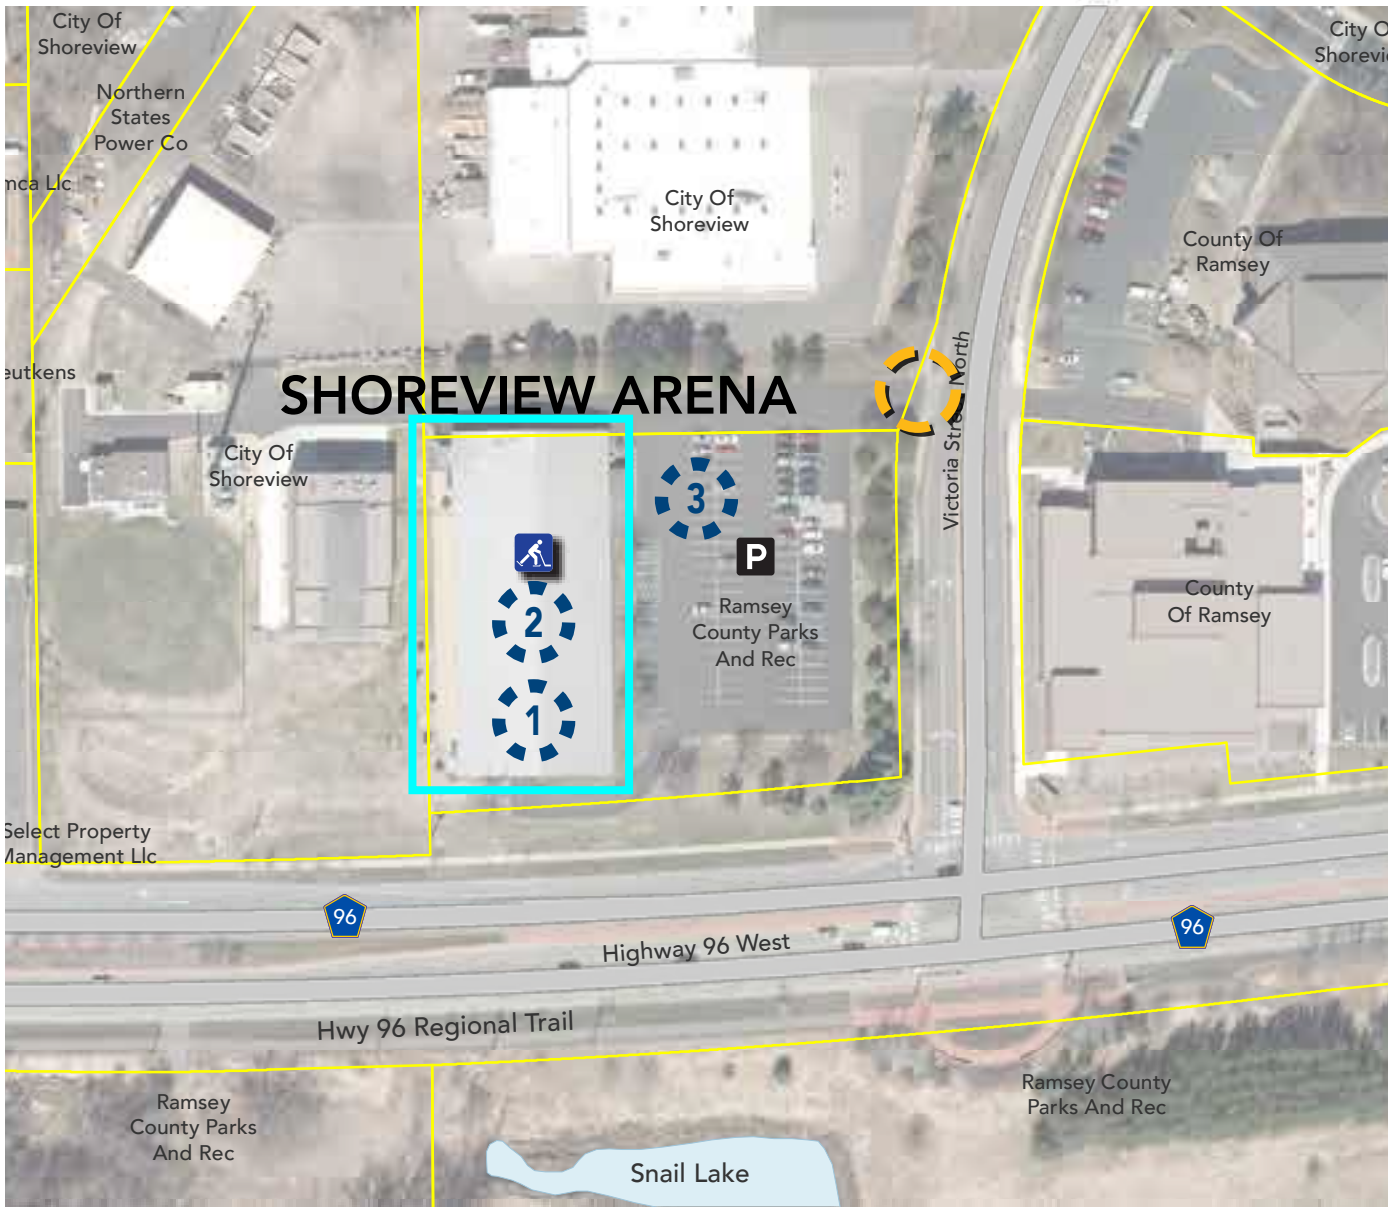 City Of
Shoreview
City O
Shorevi
Northern
States
Power Co
mca Llc
City Of
Shoreview
County Of
Ramsey
eutkens
SHOREVIEW ARENA
Victoria Street North
City Of
Shoreview
3
P
County
Of Ramsey
2
Ramsey
County Parks
And Rec
1
Select Property
Management Llc
96
96
Highway 96 West
Hwy 96 Regional Trail
Ramsey
County Parks
And Rec
Ramsey County
Parks And Rec
Snail Lake